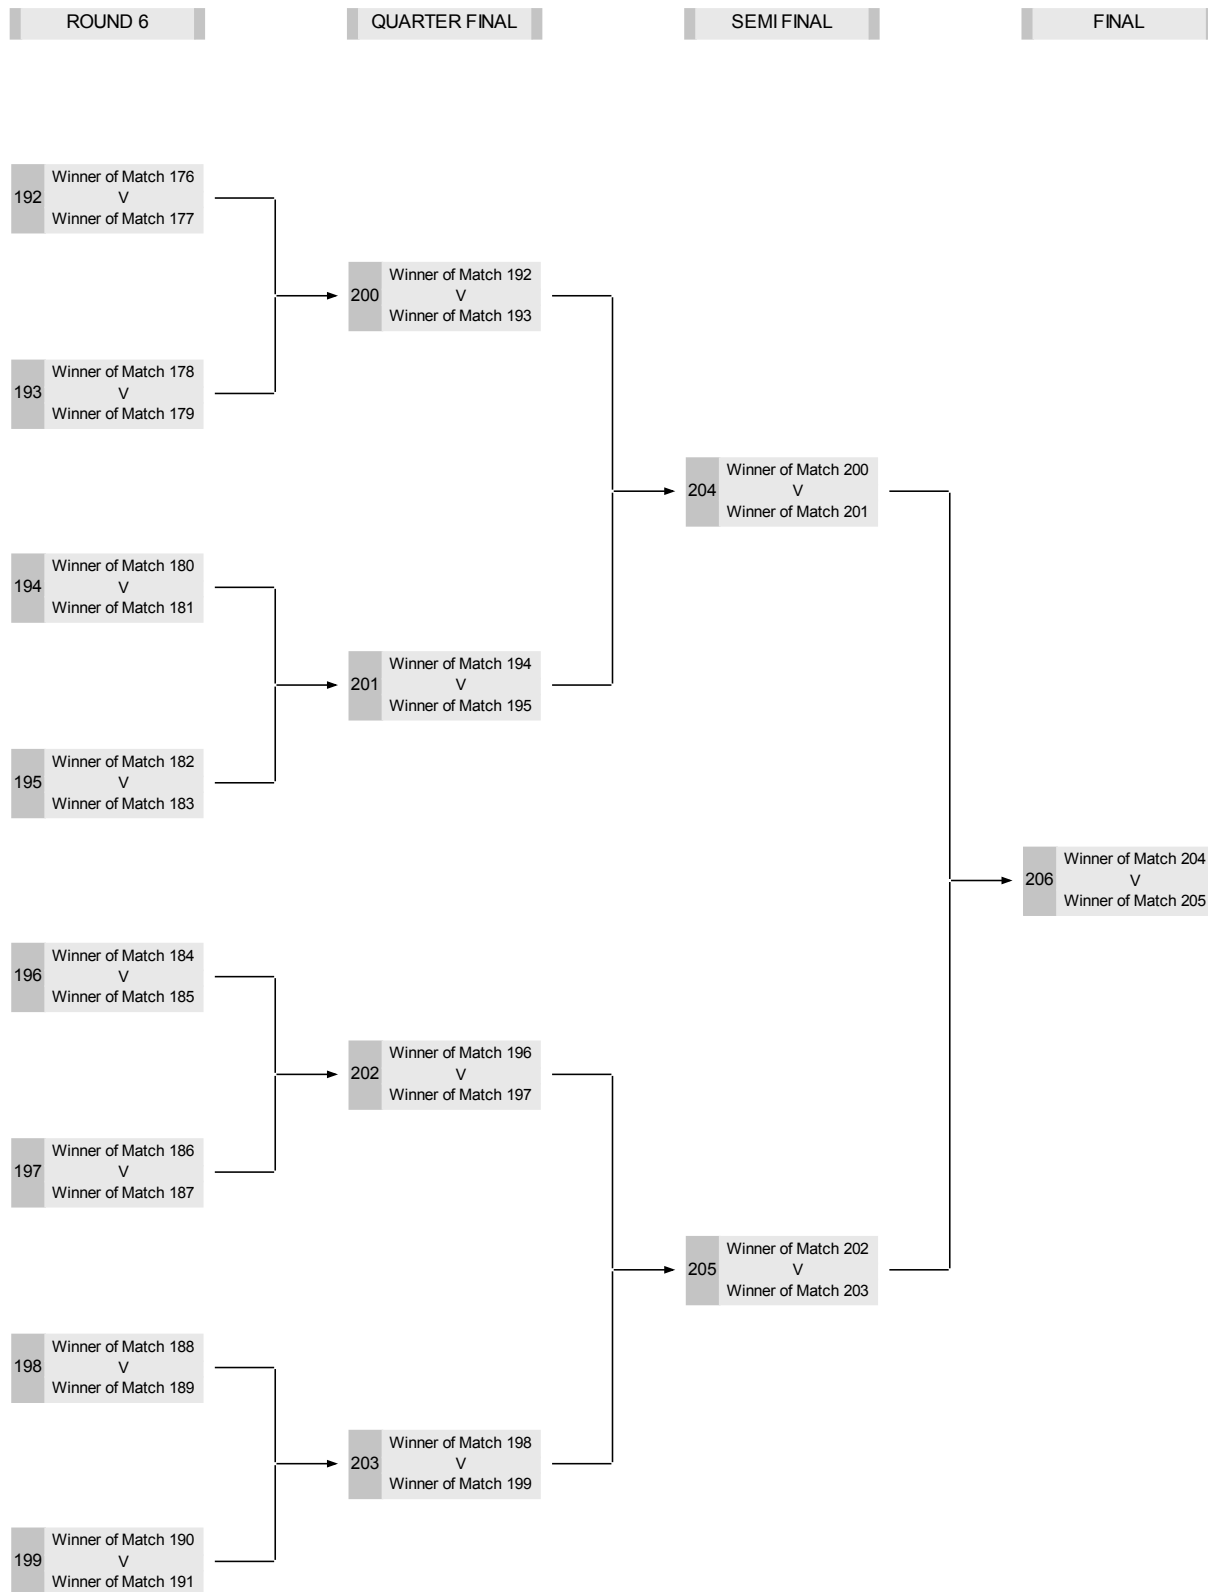 ROUND 6
QUARTER FINAL
SEMI FINAL
FINAL
192
Winner of Match 176
V
Winner of Match 177
193
Winner of Match 178
V
Winner of Match 179
194
Winner of Match 180
V
Winner of Match 181
195
Winner of Match 182
V
Winner of Match 183
196
Winner of Match 184
V
Winner of Match 185
197
Winner of Match 186
V
Winner of Match 187
198
Winner of Match 188
V
Winner of Match 189
199
Winner of Match 190
V
Winner of Match 191
200
Winner of Match 192
V
Winner of Match 193
201
Winner of Match 194
V
Winner of Match 195
202
Winner of Match 196
V
Winner of Match 197
203
Winner of Match 198
V
Winner of Match 199
204
Winner of Match 200
V
Winner of Match 201
205
Winner of Match 202
V
Winner of Match 203
206
Winner of Match 204
V
Winner of Match 205